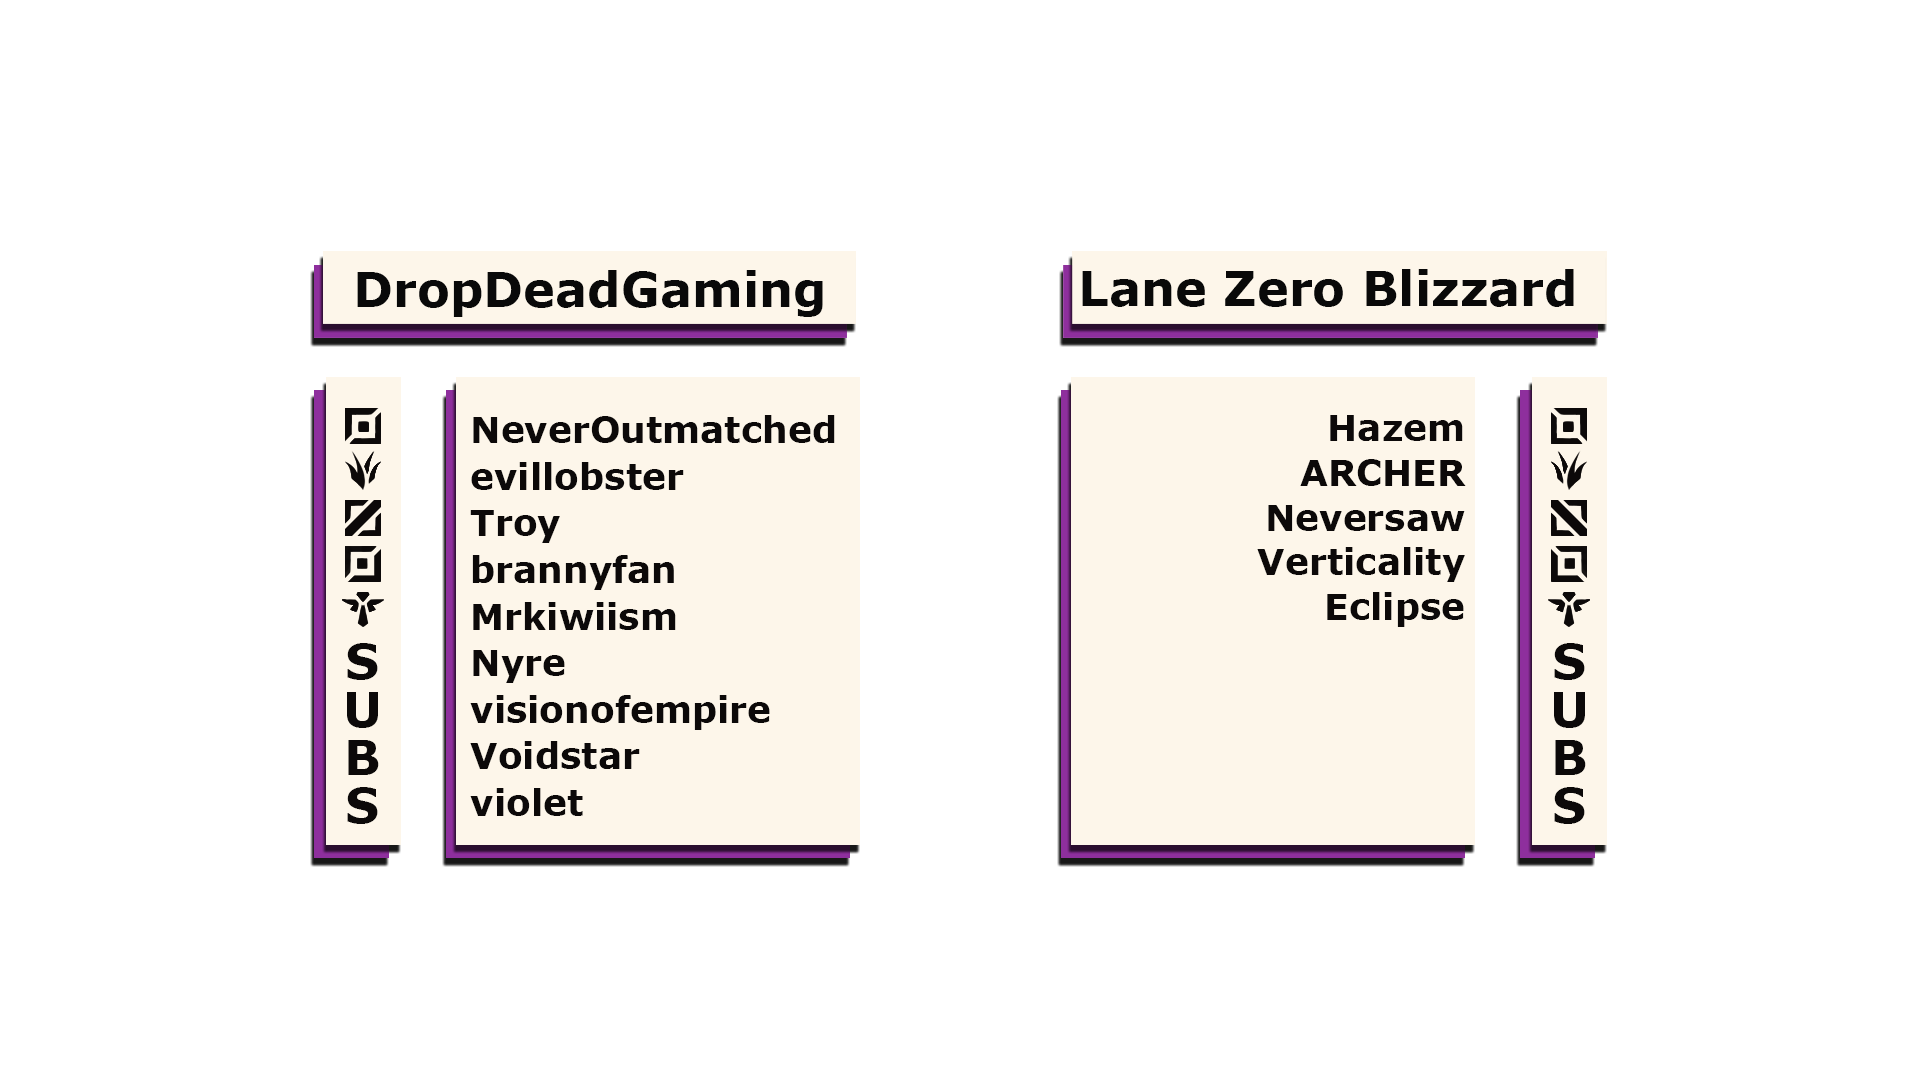 DropDeadGaming
NeverOutmatched
evillobster
Troy
brannyfan
Mrkiwiism
Nyre
visionofempire
Voidstar
violet
S
U
B
S
Lane Zero Blizzard
Hazem
ARCHER
Neversaw
Verticality
Eclipse
S
U
B
S